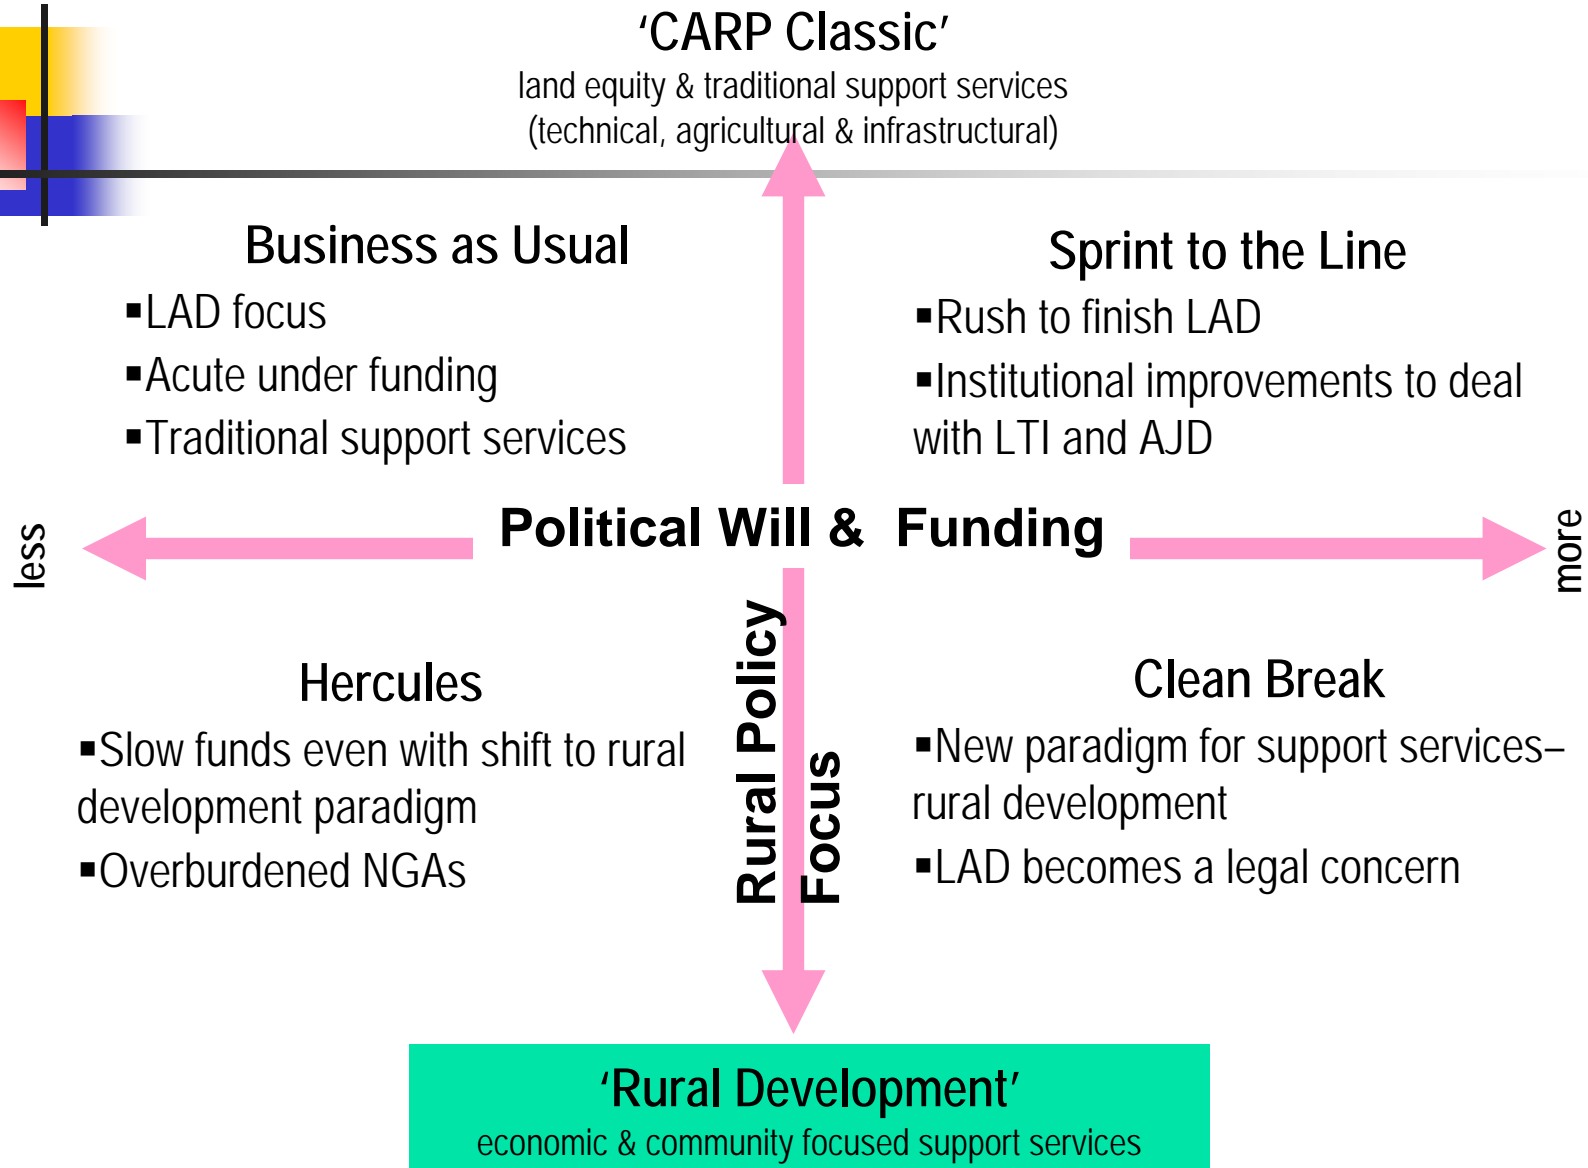 ‘CARP Classic’
land equity & traditional support services
(technical, agricultural & infrastructural)
Business as Usual
▪LAD focus
▪Acute under funding
▪Traditional support services
Sprint to the Line
▪Rush to finish LAD
▪Institutional improvements to deal
with LTI and AJD
less
Political Will & Funding
more
Rural Policy
Focus
Hercules
▪Slow funds even with shift to rural
development paradigm
▪Overburdened NGAs
Clean Break
▪New paradigm for support services–
rural development
▪LAD becomes a legal concern
‘Rural Development’
economic & community focused support services